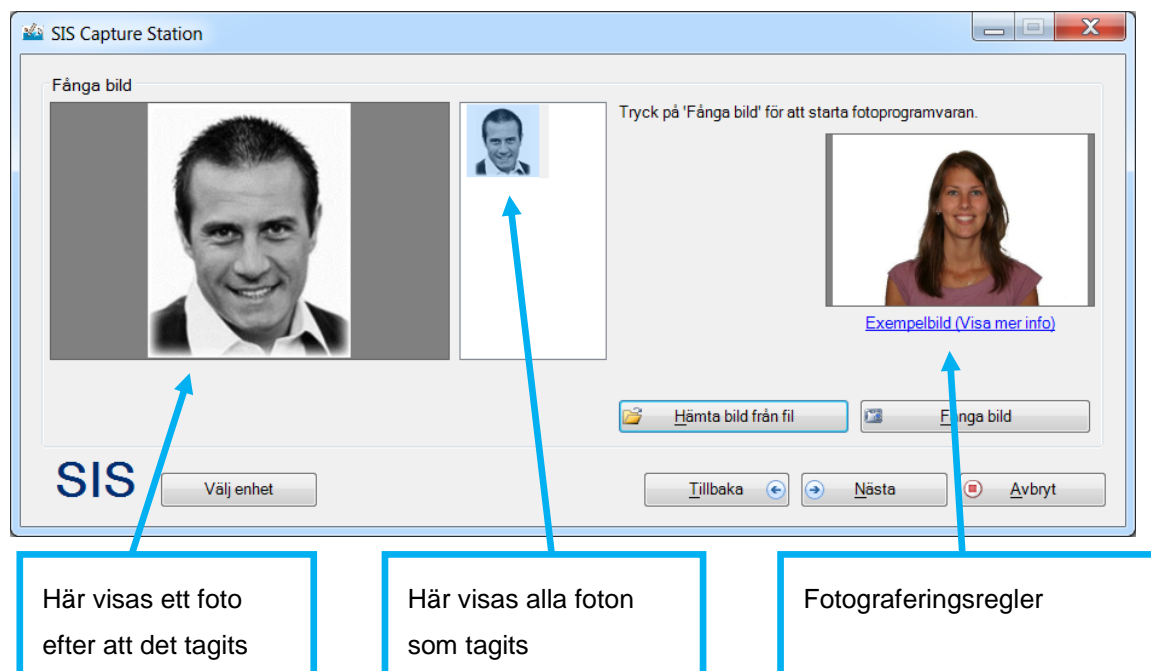 SIS Capture Station
Fånga bild
Tryck på 'Fånga bild' för att starta fotoprogramvaran.
Exempelbild (Visa mer info)
Hämta bild från fil
Fånga bild
SIS
Välj enhet
Tillbaka
Nästa
Avbryt
Här visas ett foto
efter att det tagits
Här visas alla foton
som tagits
Fotograferingsregler